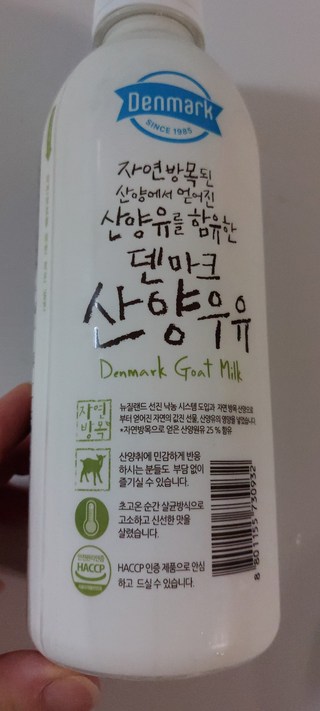 Denmark
SINCE 1985
자연방목된
산양에서 얻어진
산양유를 함유한
덴마크
산양우유
Denmark Goat Milk
자연
방목
뉴질랜드 선진 낙농 시스템 도입과 자연 방목 산양으로
부터 얻어진 자연의 값진 선물, 산양유의 영양을 담았습니다.
*자연방목으로 얻은 산양원유 25% 함유
산양취에 민감하게 반응
하시는 분들도 부담 없이
즐기실 수 있습니다.
초고온 순간 살균방식으로
고소하고 신선한 맛을
살렸습니다.
HACCP
HACCP 인증 제품으로 안심
하고 드실 수 있습니다.
8 801155 730932